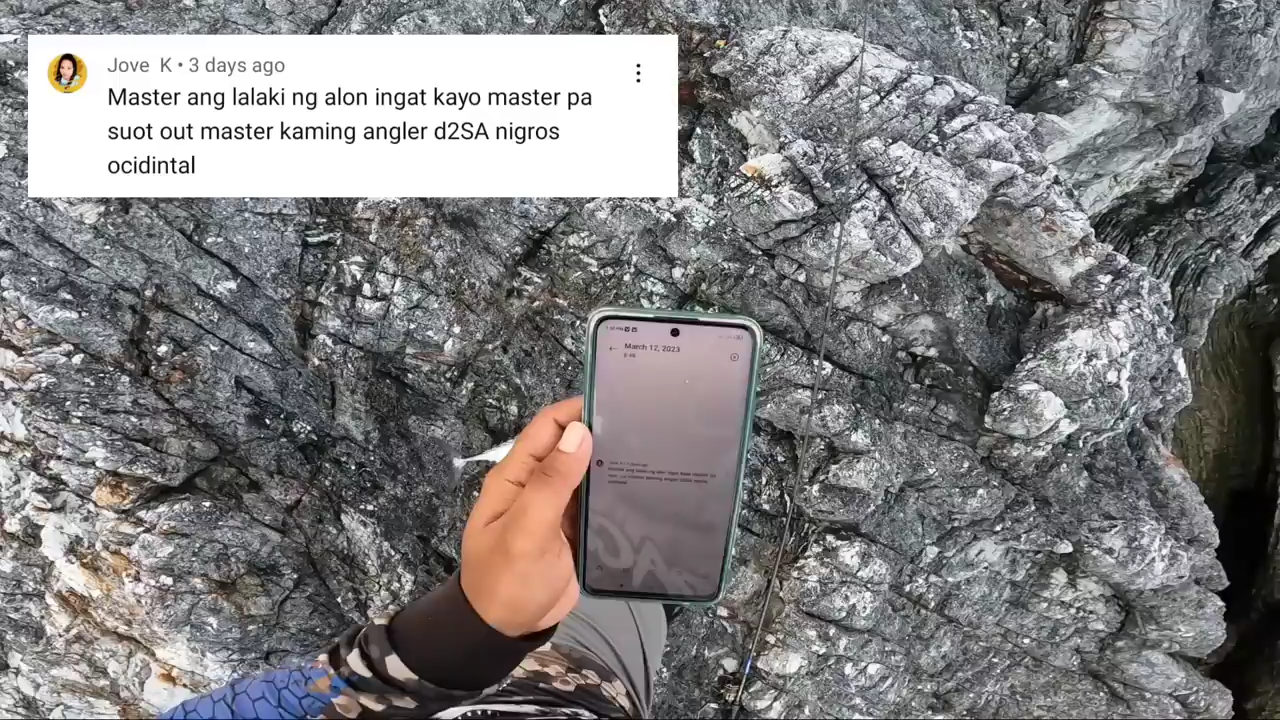 Jove K • 3 days ago
Master ang lalaki ng alon ingat kayo master pa
suot out master kaming angler d2SA nigros
ocidintal
March 12, 2023